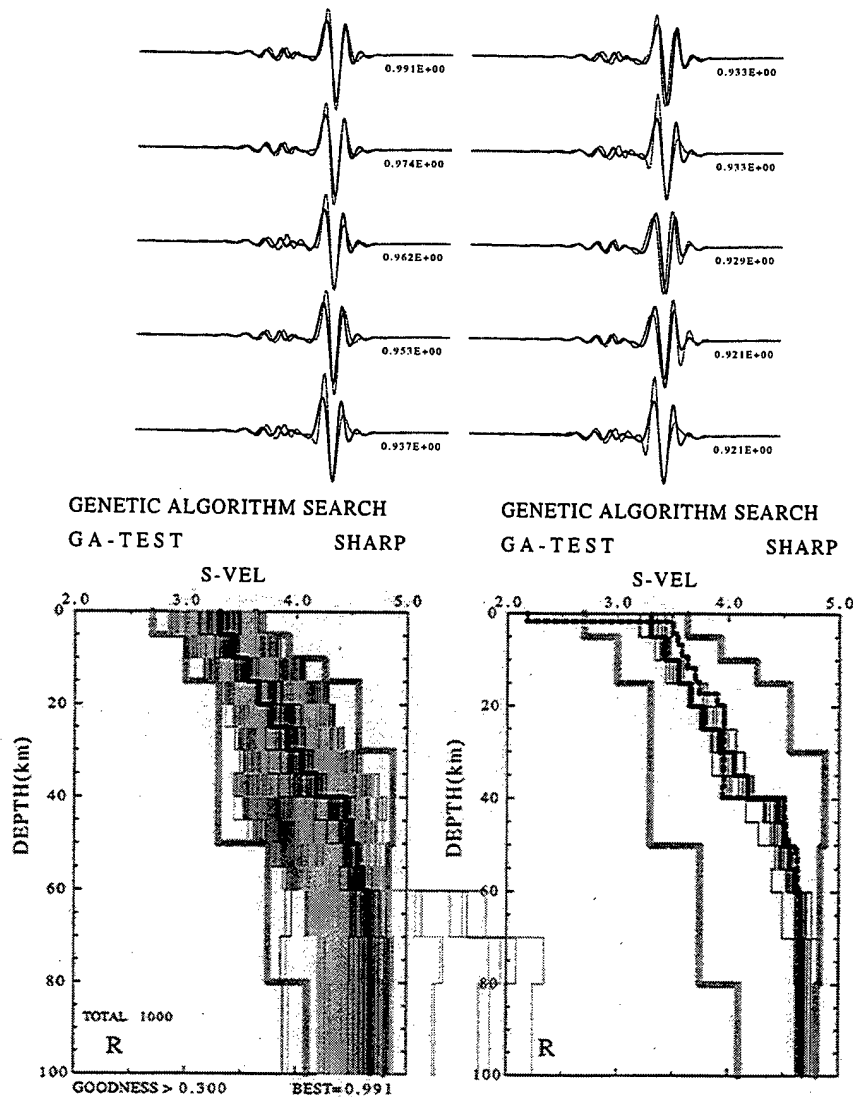 0.991E+00 0.933E+00
0.974E+00 0.933E+00
0.962E+00 0.929E+00
0.953E+00 0.921E+00
0.937E+00 0.921E+00
GENETIC ALGORITHM SEARCH
GA-TEST SHARP
S-VEL
2.0 3.0 4.0 5.0
0
20
40
60
80
100
DEPTH(km)
TOTAL 1000
R
GOODNESS > 0.300 BEST=0.991
GENETIC ALGORITHM SEARCH
GA-TEST SHARP
S-VEL
2.0 3.0 4.0 5.0
0
20
40
60
80
100
DEPTH(km)
R